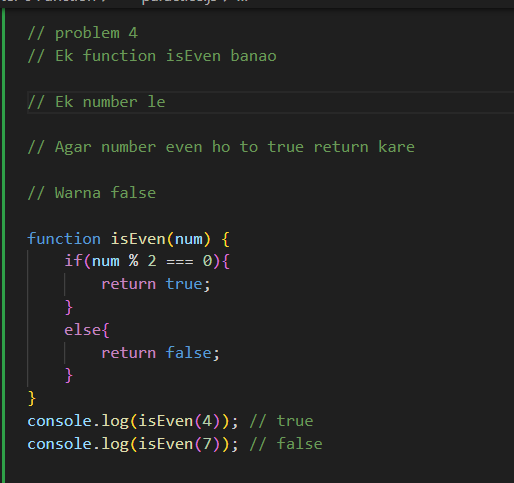 // problem 4
// Ek function isEven banao
// Ek number le
// Agar number even ho to true return kare
// Warna false
function isEven(num) {
    if(num % 2 === 0){
        return true;
    }
    else{
        return false;
    }
}
console.log(isEven(4)); // true
console.log(isEven(7)); // false